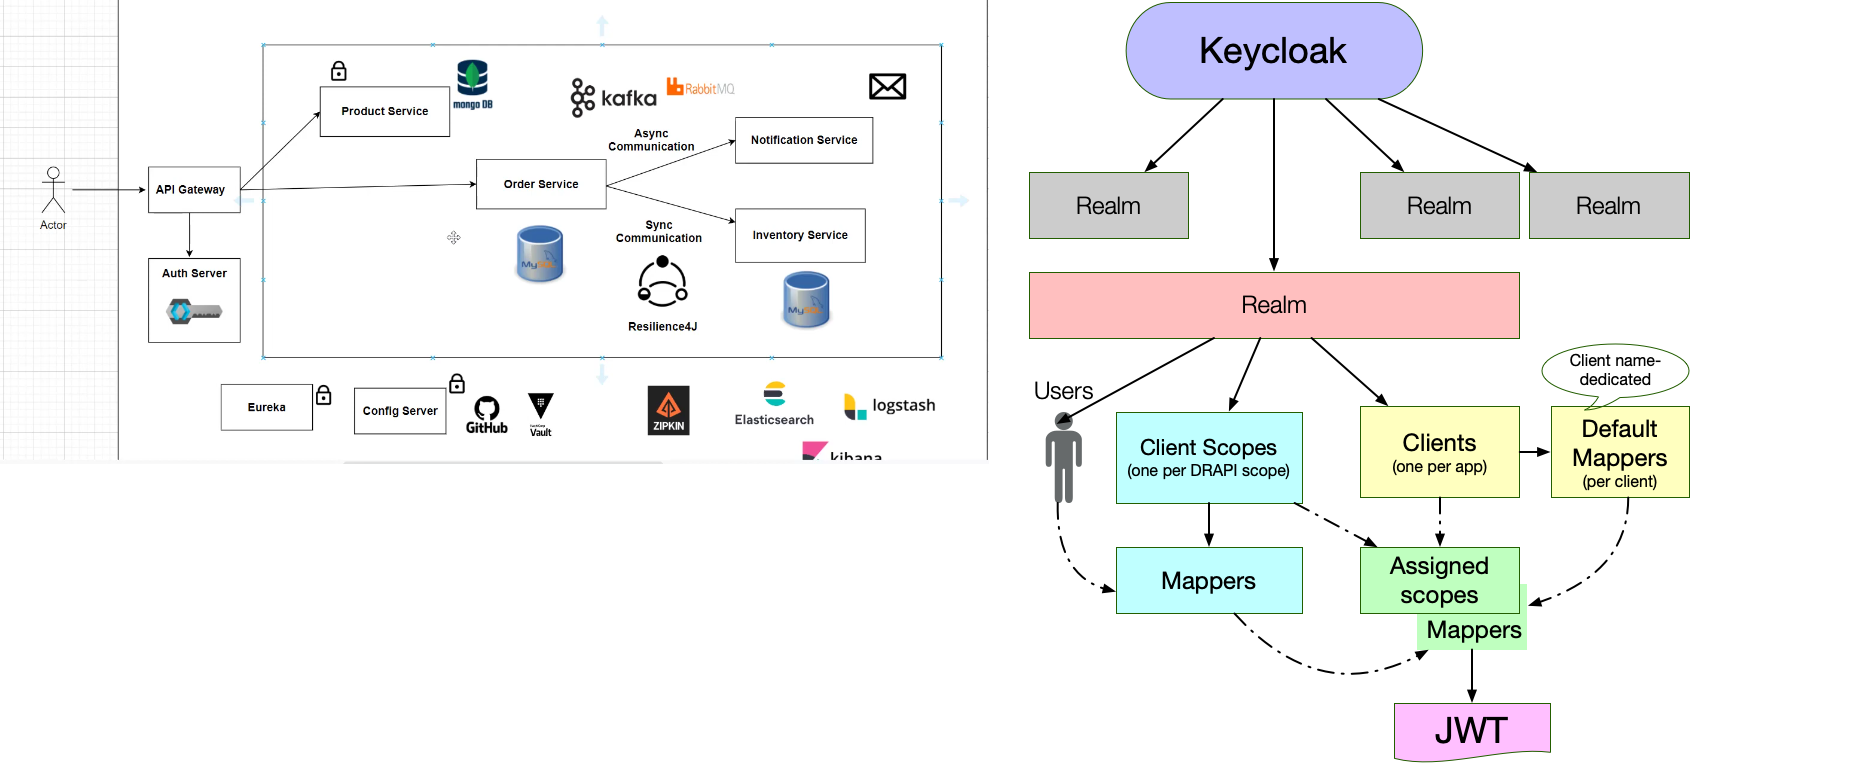 mongo DB
Product Service
kafka
RabbitMQ
Async
Communication
Notification Service
API Gateway
Order Service
Actor
Sync
Communication
Inventory Service
Auth Server
MySQL
MySQL
Resilience4J
Eureka
Config Server
GitHub
Vault
ZIPKIN
Elasticsearch
logstash
kibana
Keycloak
Realm
Realm
Realm
Realm
Users
Client Scopes
(one per DRAPI scope)
Clients
(one per app)
Client name-
dedicated
Default
Mappers
(per client)
Mappers
Assigned
scopes
Mappers
JWT